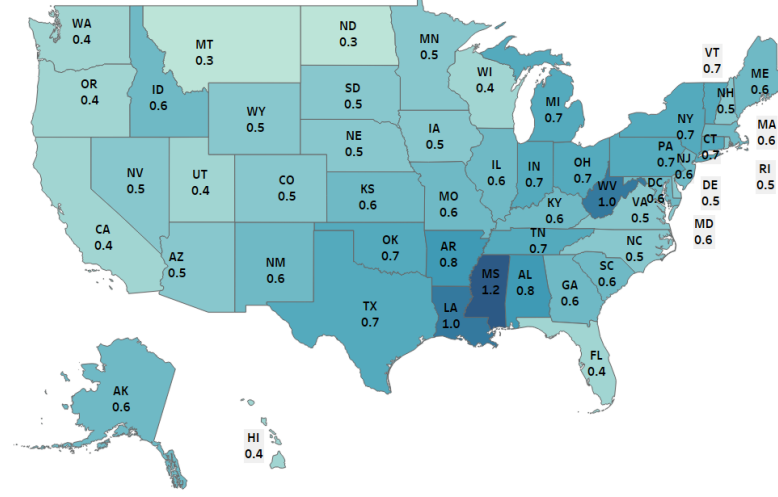 WA
0.4
MT
0.3
ND
0.3
MN
0.5
VT
0.7
ME
0.6
OR
0.4
ID
0.6
SD
0.5
WI
0.4
MI
0.7
NH
0.5
WY
0.5
NY
0.7
MA
0.6
IA
0.5
NE
0.5
CT
0.7
PA
0.7
NJ
0.6
RI
0.5
NV
0.5
UT
0.4
CO
0.5
KS
0.6
MO
0.6
IL
0.6
IN
0.7
OH
0.7
WV
1.0
DC
0.6
DE
0.5
VA
0.5
KY
0.6
MD
0.6
CA
0.4
AZ
0.5
NM
0.6
OK
0.7
AR
0.8
TN
0.7
NC
0.5
SC
0.6
MS
1.2
AL
0.8
GA
0.6
TX
0.7
LA
1.0
FL
0.4
AK
0.6
HI
0.4